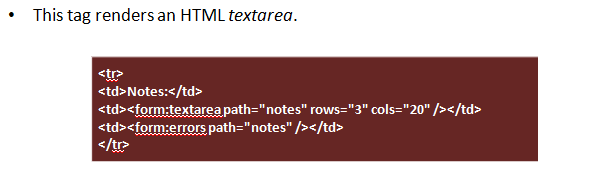 • This tag renders an HTML textarea.
<tr>
<td>Notes:</td>
<td><form:textarea path="notes" rows="3" cols="20" /></td>
<td><form:errors path="notes" /></td>
</tr>